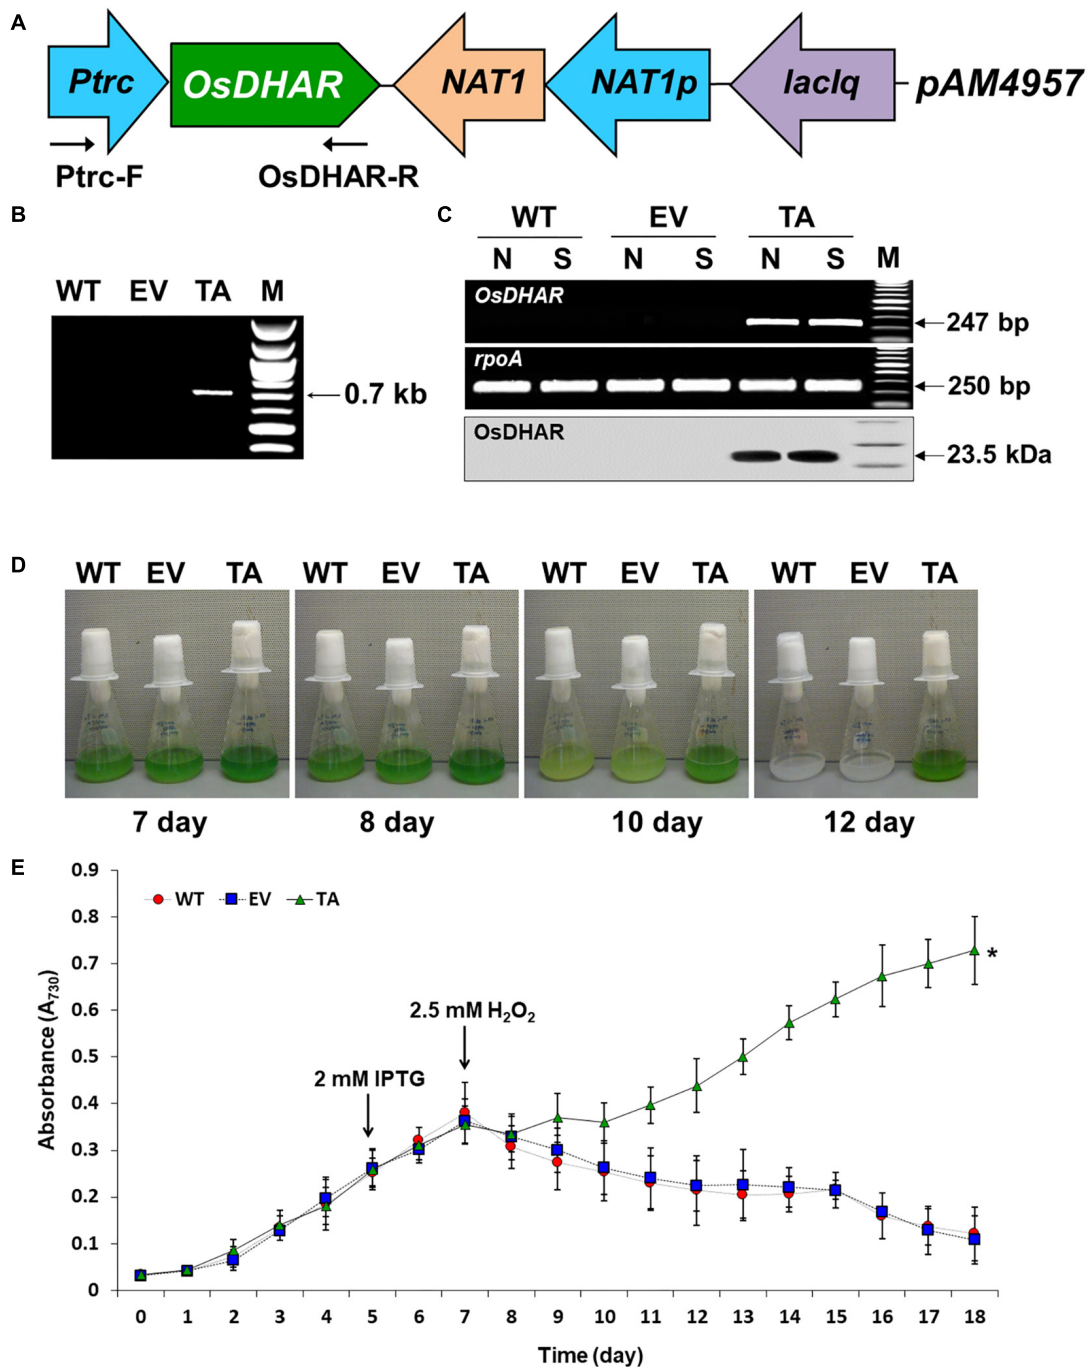 A
Ptrc OsDHAR NAT1 NAT1p lacIq pAM4957
Ptrc-F OsDHAR-R
B
WT EV TA M
0.7 kb
C
WT EV TA
N S N S N S M
OsDHAR
247 bp
rpoA
250 bp
OsDHAR
23.5 kDa
D
WT EV TA WT EV TA WT EV TA WT EV TA
7 day 8 day 10 day 12 day
E
0.9
0.8
0.7
0.6
0.5
0.4
0.3
0.2
0.1
0
Absorbance (A730)
WT EV TA
2 mM IPTG
2.5 mM H2O2
*
0 1 2 3 4 5 6 7 8 9 10 11 12 13 14 15 16 17 18
Time (day)